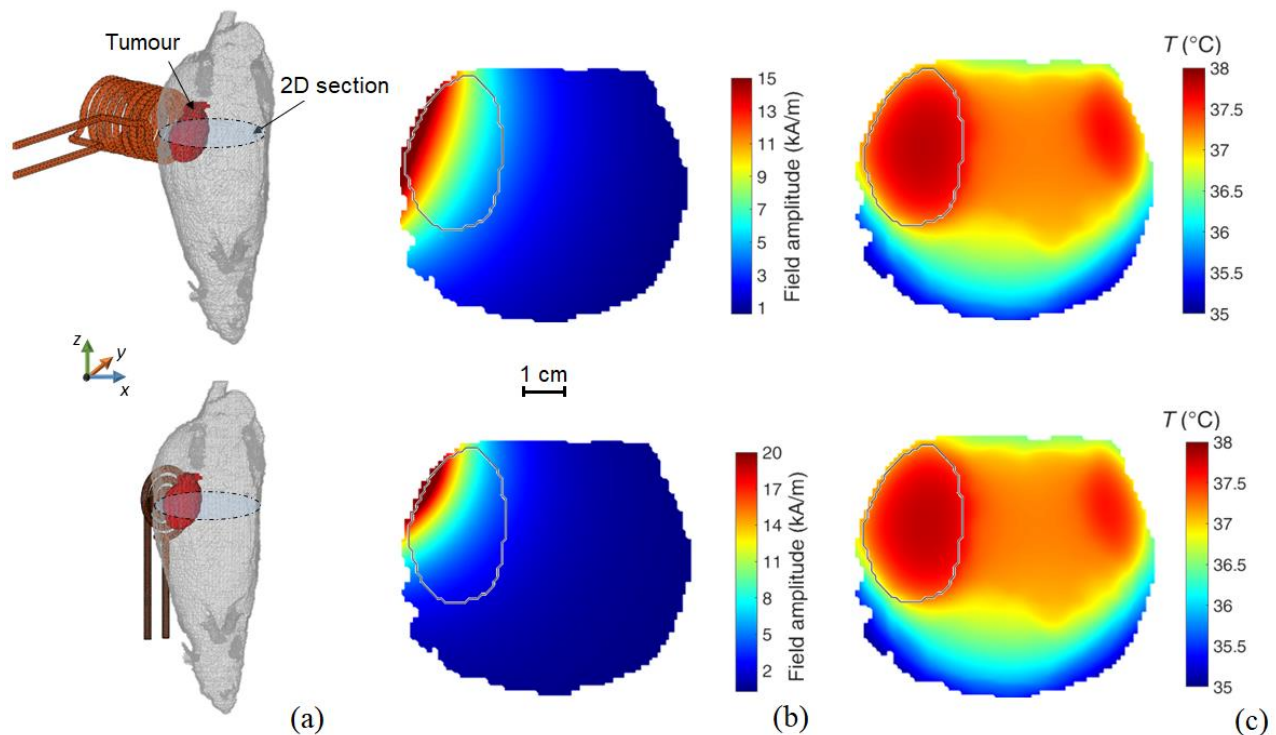 Tumour
2D section
z
y
x
15
13
11
9
7
5
3
1
Field amplitude (kA/m)
T (°C)
38
37.5
37
36.5
36
35.5
35
1 cm
20
17
14
11
8
5
2
Field amplitude (kA/m)
T (°C)
38
37.5
37
36.5
36
35.5
35
(a)
(b)
(c)